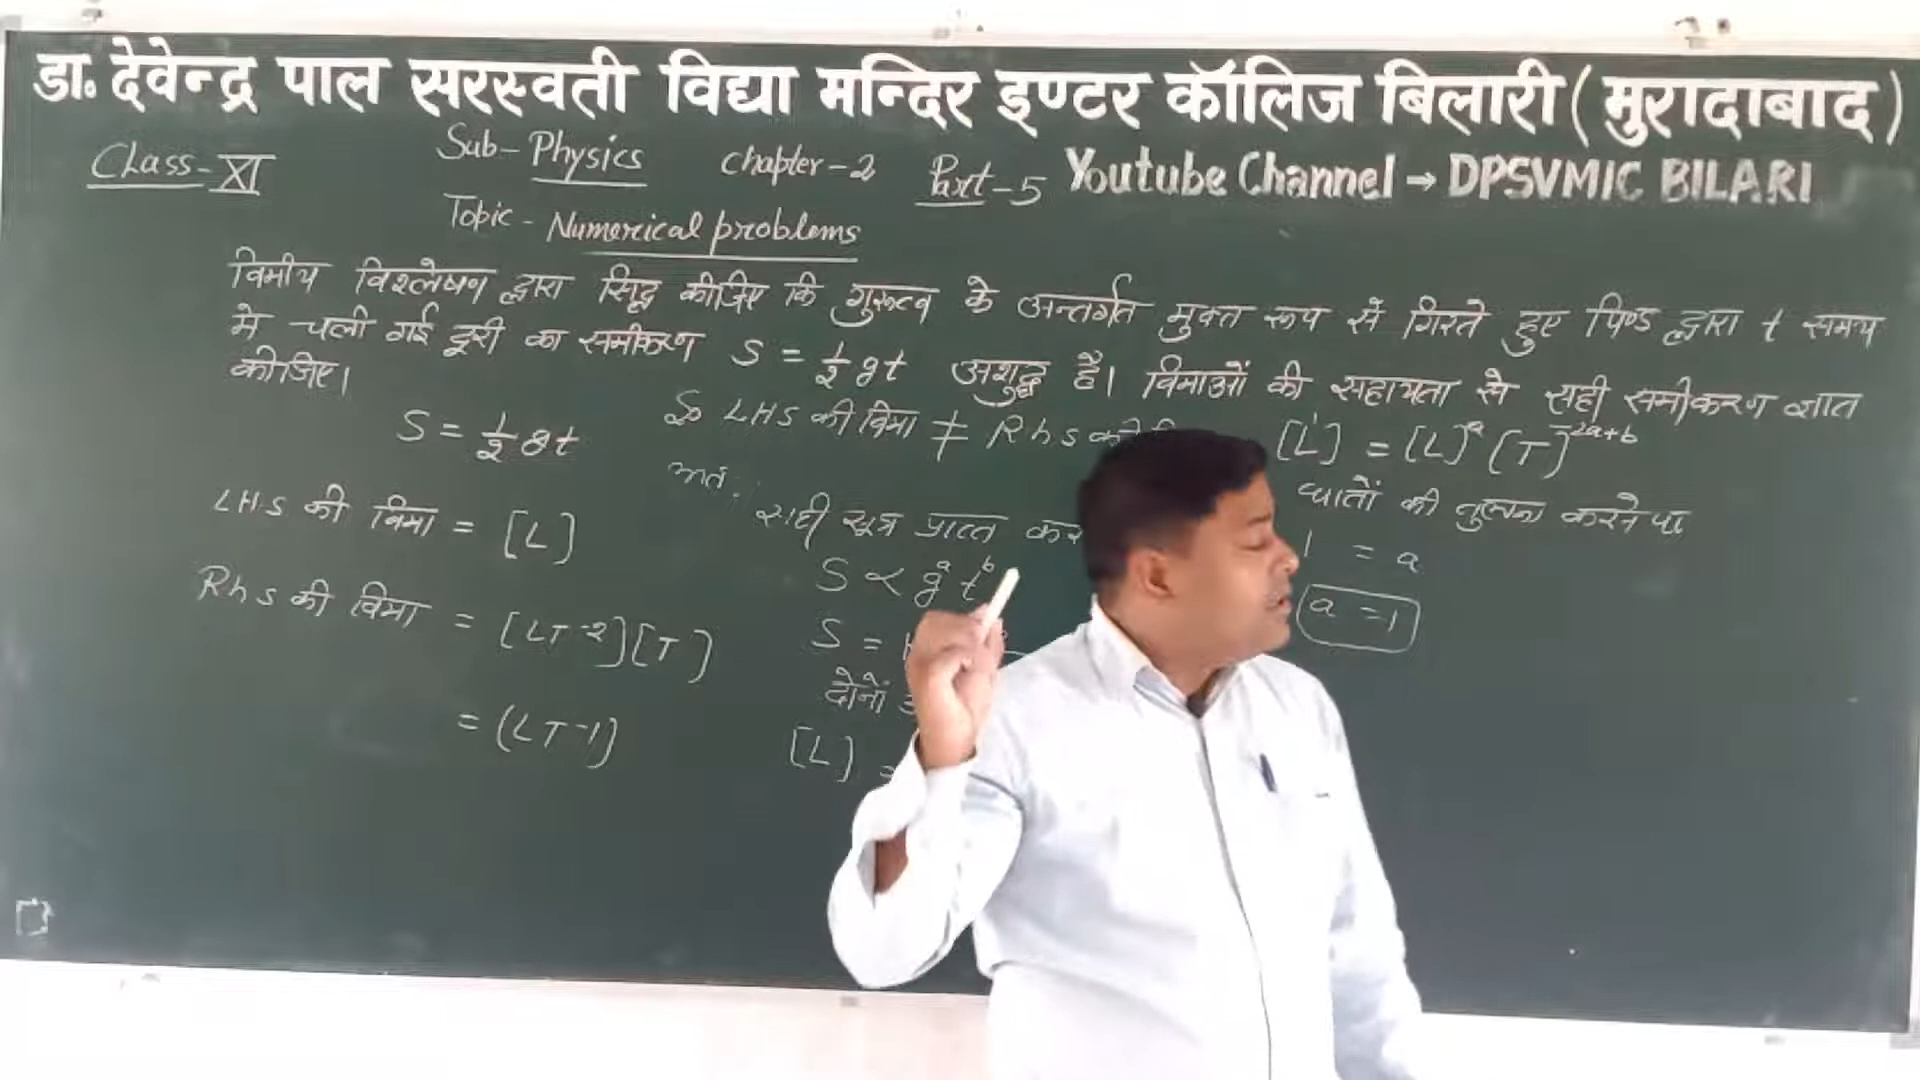 डा॰ देवेन्द्र पाल सरस्वती विद्या मन्दिर इण्टर कॉलिज बिलारी ( मुरादाबाद )
Class-XI Sub-Physics chapter-2 Part-5 Youtube Channel → DPSVMIC BILARI
Topic - Numerical problems
विमीय विश्लेषण द्वारा सिद्ध कीजिए कि गुरूत्व के अन्तर्गत मुक्त रूप से गिरते हुए पिण्ड द्वारा t समय
में चली गई दूरी का समीकरण S = 1/2 gt अशुद्ध है। विमाओं की सहायता से सही समीकरण ज्ञात
कीजिए।
S = 1/2 gt
LHS की विमा = [L]
Rhs की विमा = [LT-2][T]
= (LT-1)
LHS की विमा ≠ Rhs की
अतः
सही सूत्र प्राप्त कर
S ∝ g^a t^b
S =
दोनों
[L] =
[L^1] = [L]^a [T]^-2a+b
घातों की तुलना करने पर
1 = a
a = 1